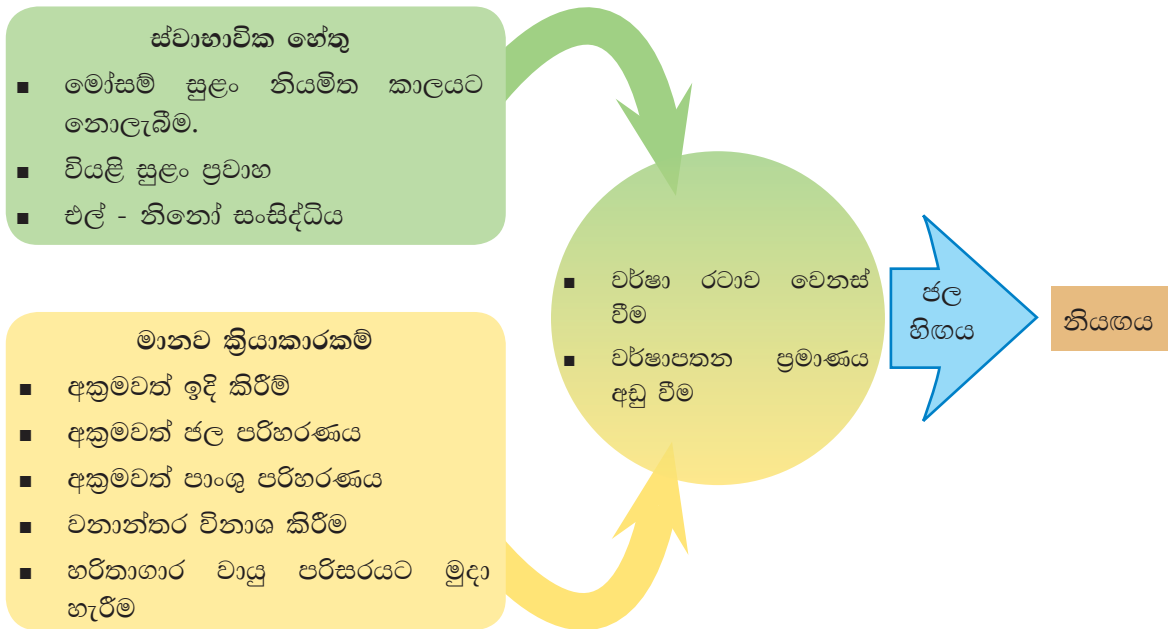 ස්වාභාවික හේතු
▪ මෝසම් සුළං නියමිත කාලයට
නොලැබීම.
▪ වියළි සුළං ප්‍රවාහ
▪ එල් - නිනෝ සංසිද්ධිය
මානව ක්‍රියාකාරකම්
▪ අක්‍රමවත් ඉදි කිරීම්
▪ අක්‍රමවත් ජල පරිහරණය
▪ අක්‍රමවත් පාංශු පරිහරණය
▪ වනාන්තර විනාශ කිරීම
▪ හරිතාගාර වායු පරිසරයට මුදා
හැරීම
▪ වර්ෂා රටාව වෙනස්
වීම
▪ වර්ෂාපතන ප්‍රමාණය
අඩු වීම
ජල
හිඟය
නියඟය